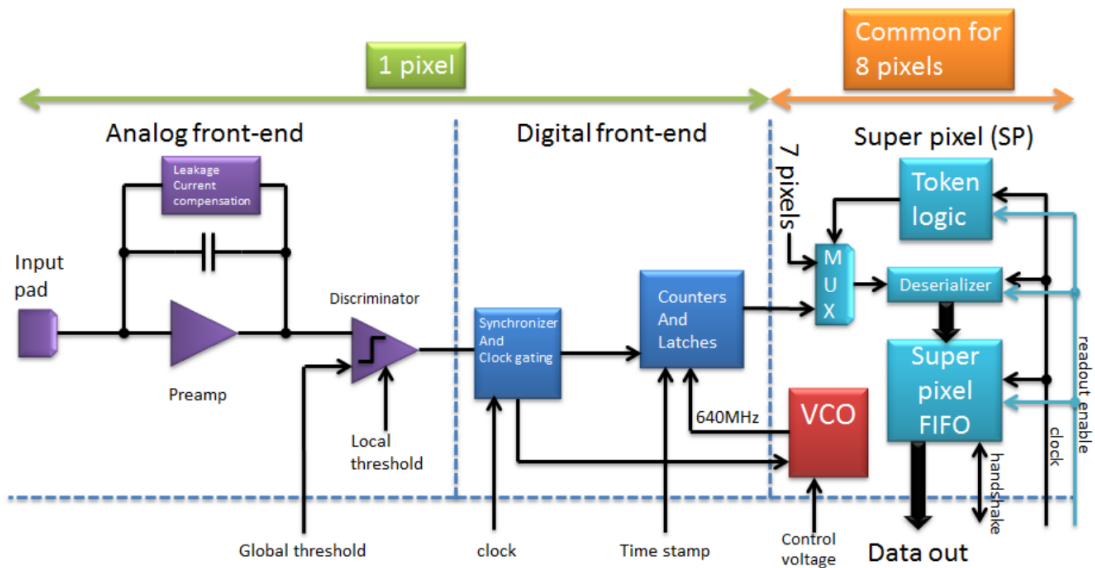 1 pixel
Common for
8 pixels
Analog front-end
Digital front-end
Super pixel (SP)
Leakage
Current
compensation
Input
pad
Preamp
Discriminator
Local
threshold
Global threshold
Synchronizer
And
Clock gating
clock
Counters
And
Latches
640MHz
Time stamp
VCO
Control
voltage
7 pixels
MUX
Token
logic
Deserializer
Super
pixel
FIFO
handshake
clock
readout enable
Data out